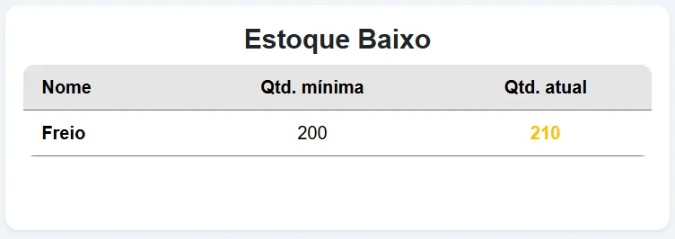 Estoque Baixo
Nome Qtd. mínima Qtd. atual
Freio 200 210